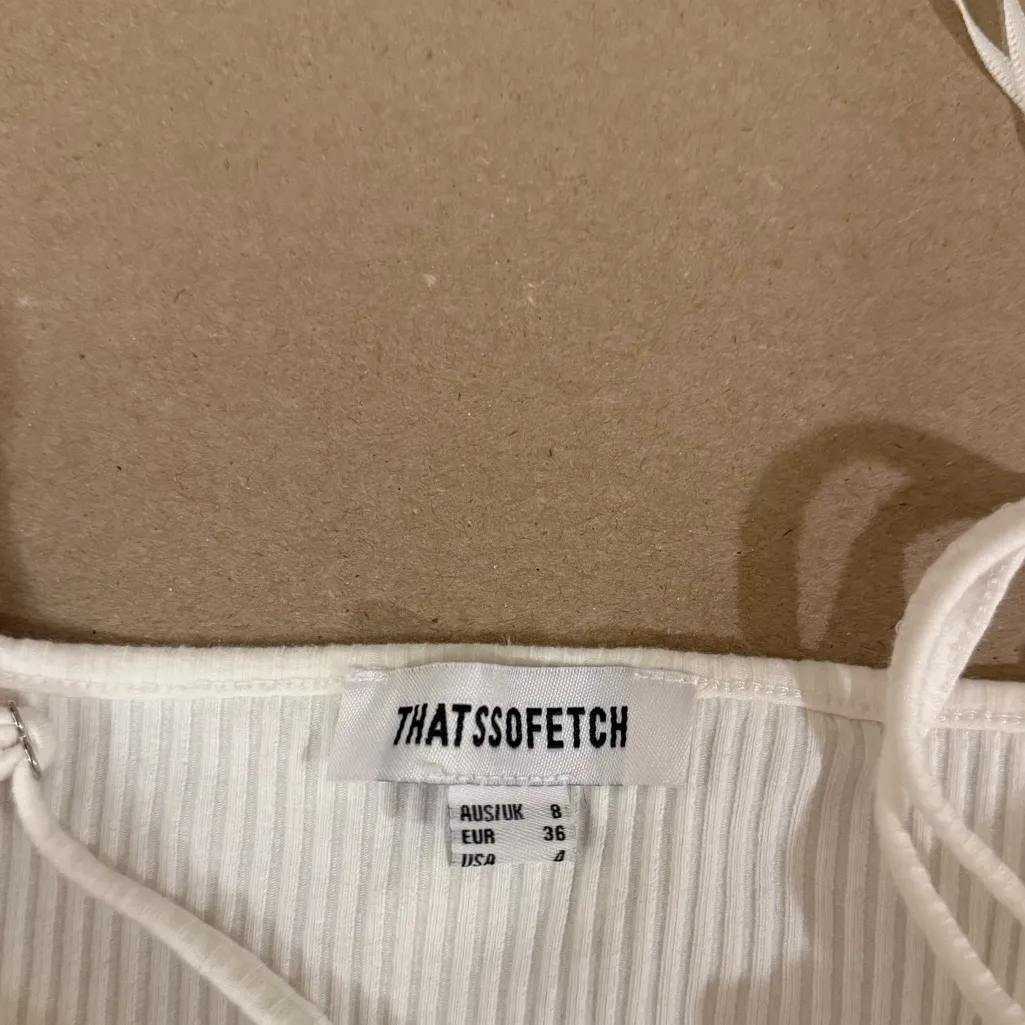 THATSSOFETCH
AUS/UK 8
EUR 36
USA 4